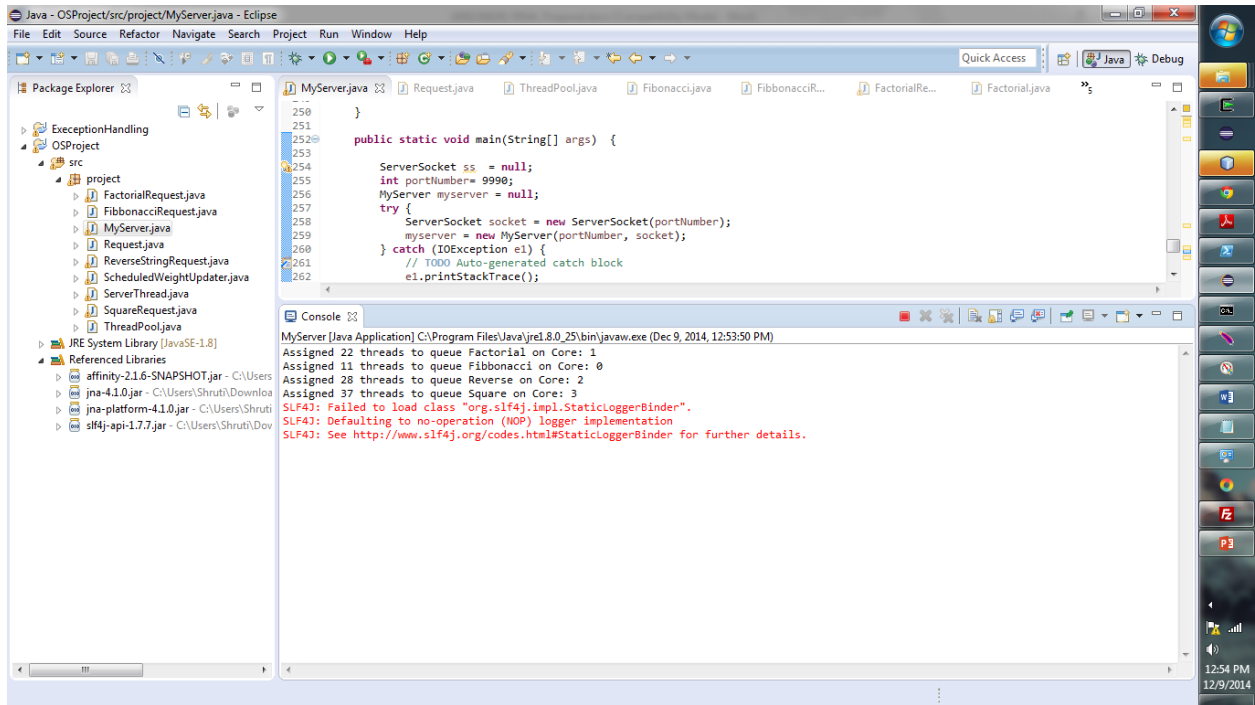 Java - OSProject/src/project/MyServer.java - Eclipse
File Edit Source Refactor Navigate Search Project Run Window Help
Quick Access
Java
Debug
Package Explorer
ExeceptionHandling
OSProject
src
project
FactorialRequest.java
FibbonacciRequest.java
MyServer.java
Request.java
ReverseStringRequest.java
ScheduledWeightUpdater.java
ServerThread.java
SquareRequest.java
ThreadPool.java
JRE System Library [JavaSE-1.8]
Referenced Libraries
affinity-2.1.6-SNAPSHOT.jar - C:\Users
jna-4.1.0.jar - C:\Users\Shruti\Downloa
jna-platform-4.1.0.jar - C:\Users\Shruti
slf4j-api-1.7.7.jar - C:\Users\Shruti\Dov
MyServer.java Request.java ThreadPool.java Fibonacci.java FibbonacciR... FactorialRe... Factorial.java »5
250 }
251
252 public static void main(String[] args) {
253
254 ServerSocket ss = null;
255 int portNumber= 9990;
256 MyServer myserver = null;
257 try {
258 ServerSocket socket = new ServerSocket(portNumber);
259 myserver = new MyServer(portNumber, socket);
260 } catch (IOException e1) {
261 // TODO Auto-generated catch block
262 e1.printStackTrace();
Console
MyServer [Java Application] C:\Program Files\Java\jre1.8.0_25\bin\javaw.exe (Dec 9, 2014, 12:53:50 PM)
Assigned 22 threads to queue Factorial on Core: 1
Assigned 11 threads to queue Fibbonacci on Core: 0
Assigned 28 threads to queue Reverse on Core: 2
Assigned 37 threads to queue Square on Core: 3
SLF4J: Failed to load class "org.slf4j.impl.StaticLoggerBinder".
SLF4J: Defaulting to no-operation (NOP) logger implementation
SLF4J: See http://www.slf4j.org/codes.html#StaticLoggerBinder for further details.
12:54 PM
12/9/2014